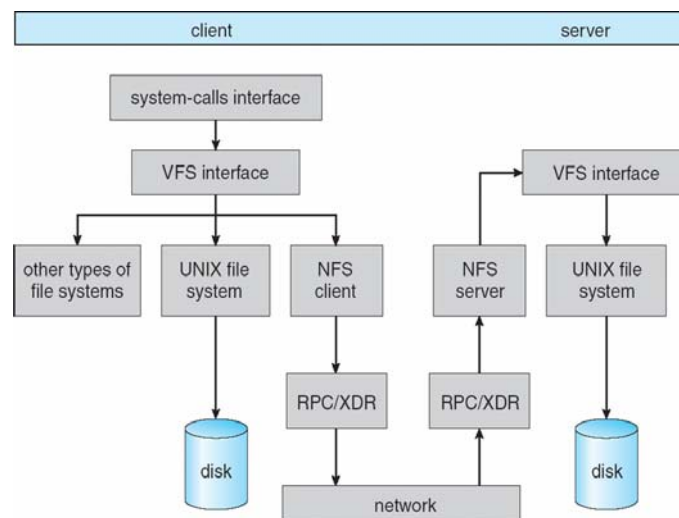 client
server
system-calls interface
VFS interface
VFS interface
other types of
file systems
UNIX file
system
NFS
client
NFS
server
UNIX file
system
RPC/XDR
RPC/XDR
disk
disk
network